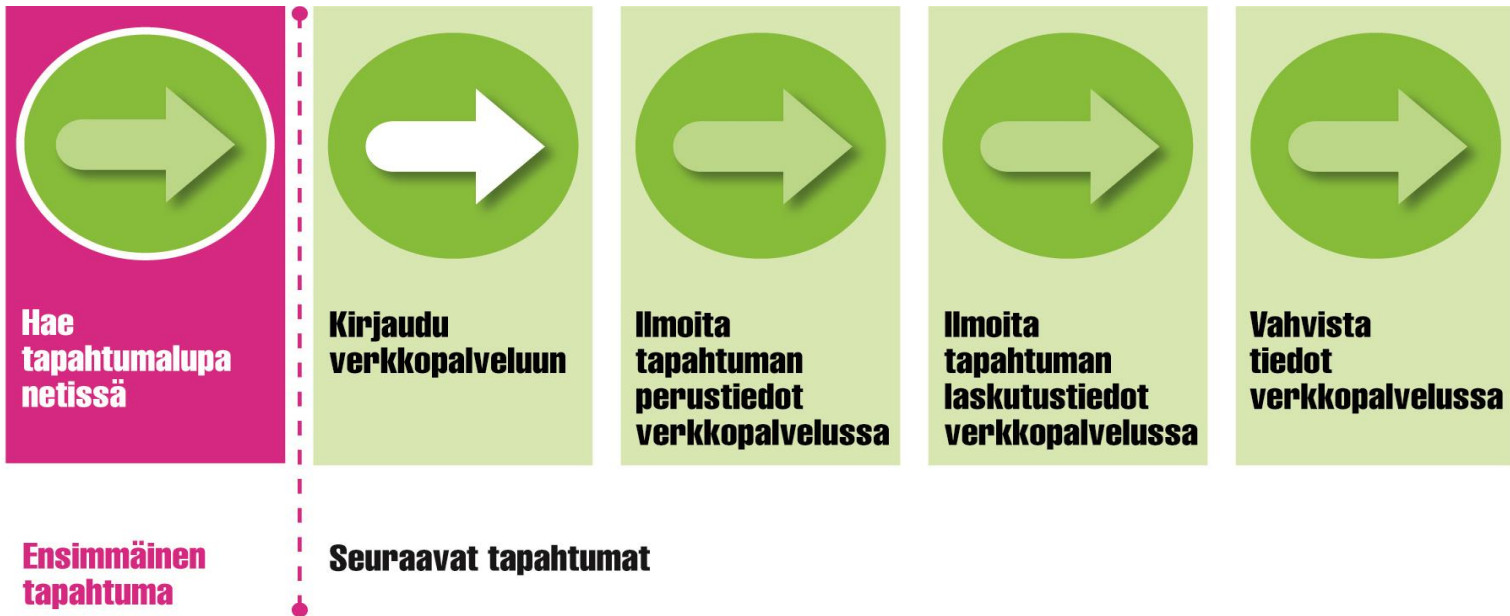 Hae
tapahtumalupa
netissä
Kirjaudu
verkkopalveluun
Ilmoita
tapahtuman
perustiedot
verkkopalvelussa
Ilmoita
tapahtuman
laskutustiedot
verkkopalvelussa
Vahvista
tiedot
verkkopalvelussa
Ensimmäinen
tapahtuma
Seuraavat tapahtumat